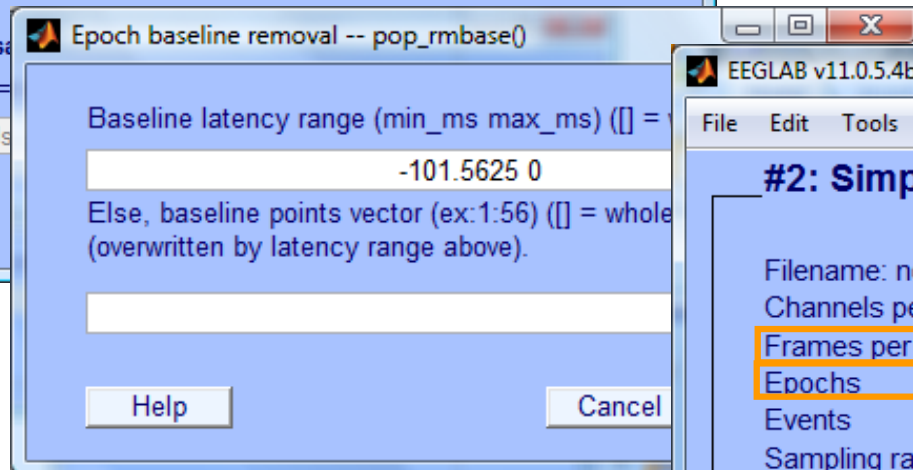 Epoch baseline removal -- pop_rmbase()
EEGLAB v11.0.5.4b
Baseline latency range (min_ms max_ms) ([] =
-101.5625 0
Else, baseline points vector (ex:1:56) ([] = whole
(overwritten by latency range above).
Help
Cancel
File Edit Tools
#2: Simp
Filename: n
Channels pe
Frames per
Epochs
Events
Sampling ra